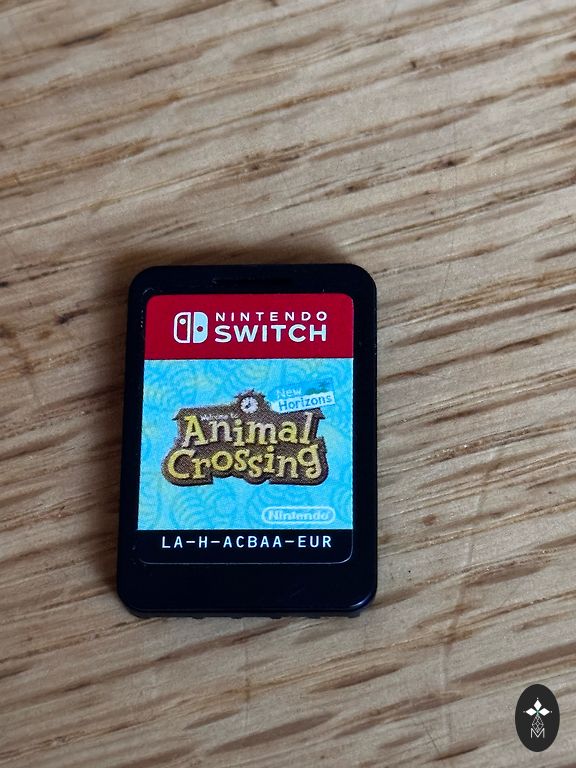 NINTENDO
SWITCH
New
Horizons
Welcome to
Animal
Crossing
Nintendo
LA-H-ACBAA-EUR
M